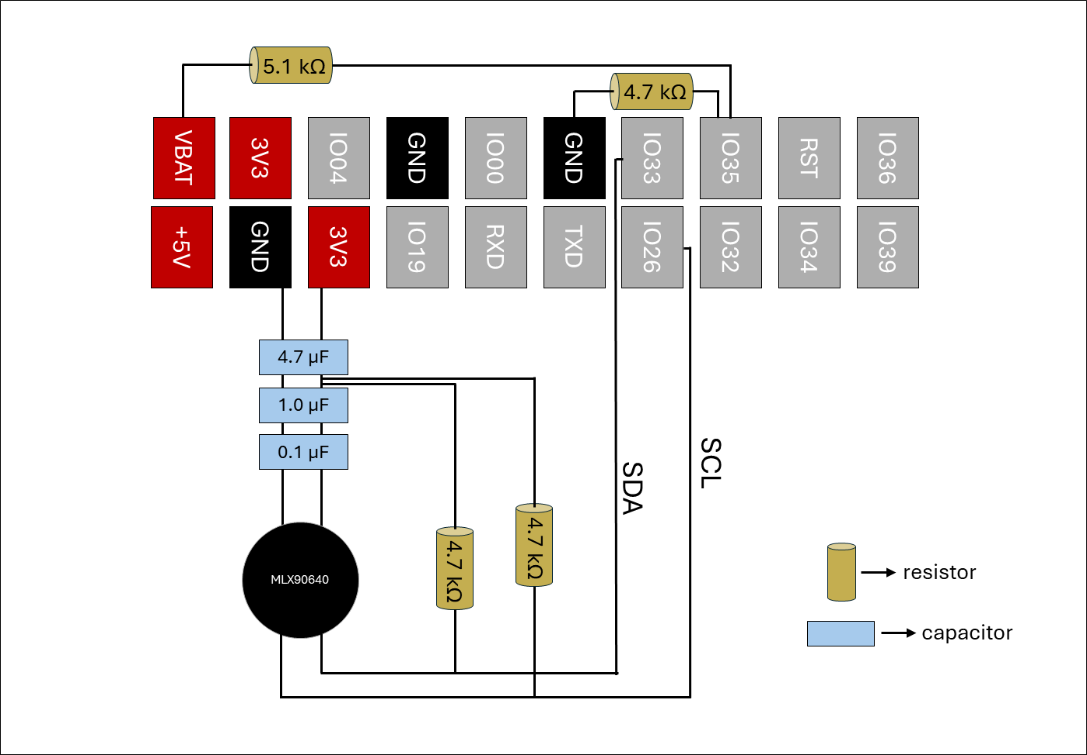 5.1 kΩ
4.7 kΩ
VBAT
3V3
IO04
GND
IO00
GND
IO33
IO35
RST
IO36
+5V
GND
3V3
IO19
RXD
TXD
IO26
IO32
IO34
IO39
4.7 µF
1.0 µF
0.1 µF
SCL
SDA
4.7 kΩ
4.7 kΩ
MLX90640
resistor
capacitor